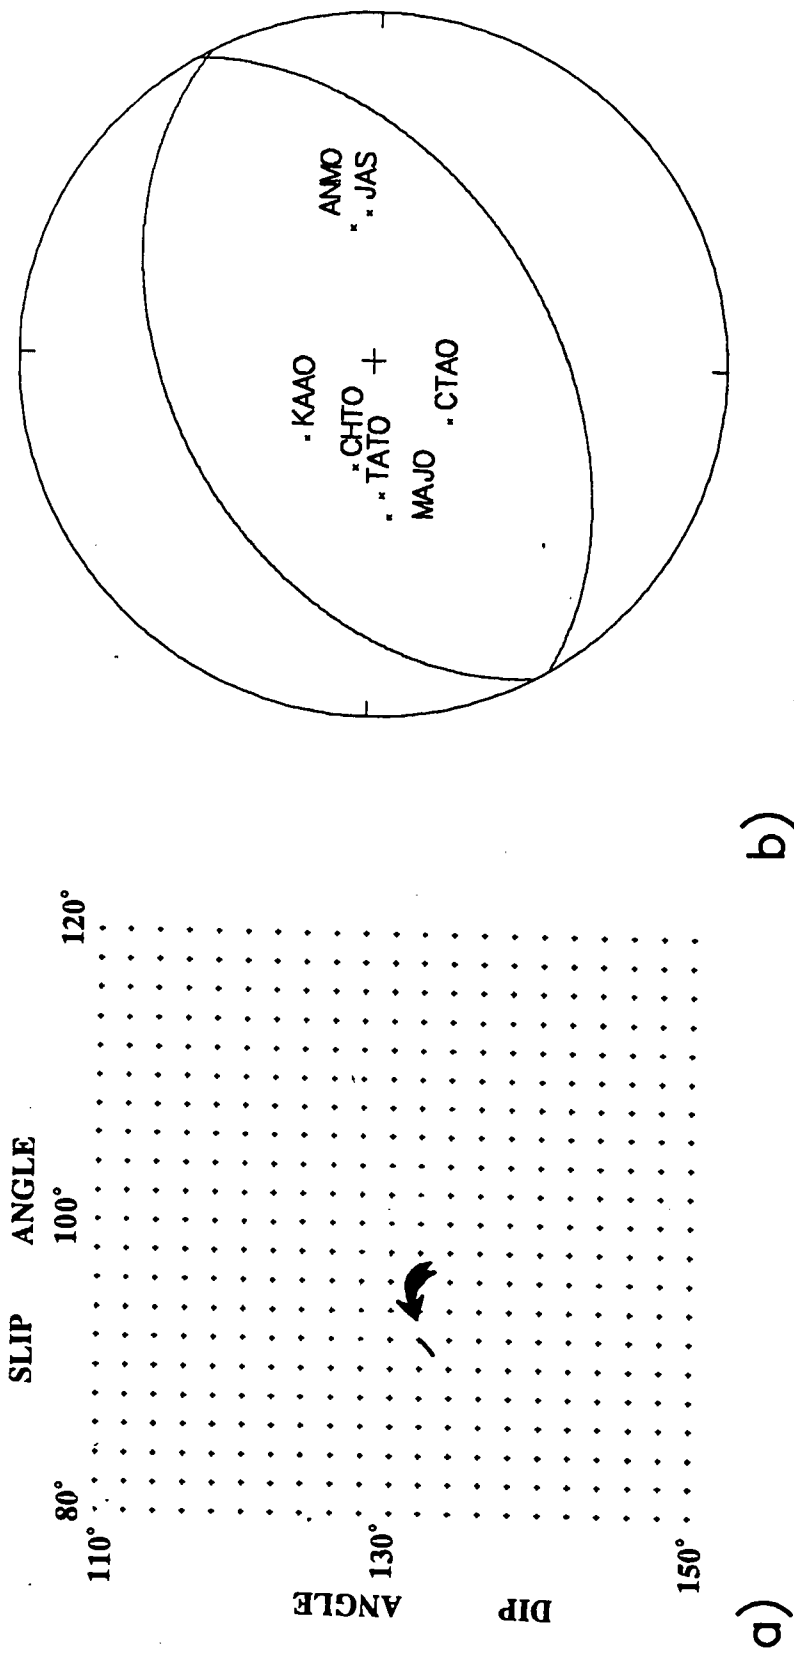 SLIP ANGLE
80°
100°
120°
110°
130°
150°
DIP ANGLE
a)
ANMO
JAS
KAAO
CHTO
TATO
MAJO
CTAO
b)